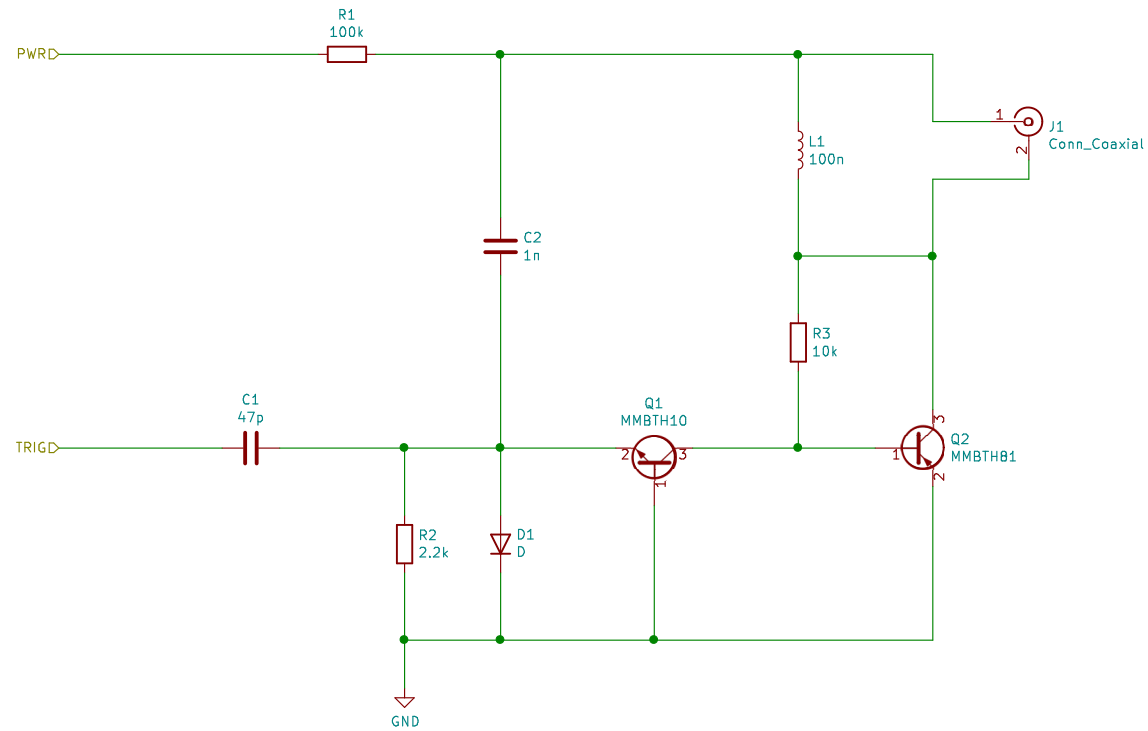 R1
100k
PWR
1
J1
Conn_Coaxial
2
L1
100n
C2
1n
R3
10k
C1
47p
Q1
MMBTH10
TRIG
2
3
1
3
Q2
1
MMBTH81
2
R2
2.2k
D1
D
GND